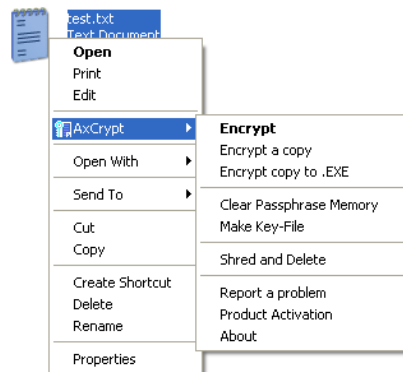 test.txt
Text Document
Open
Print
Edit
AxCrypt
Open With
Send To
Cut
Copy
Create Shortcut
Delete
Rename
Properties
Encrypt
Encrypt a copy
Encrypt copy to .EXE
Clear Passphrase Memory
Make Key-File
Shred and Delete
Report a problem
Product Activation
About